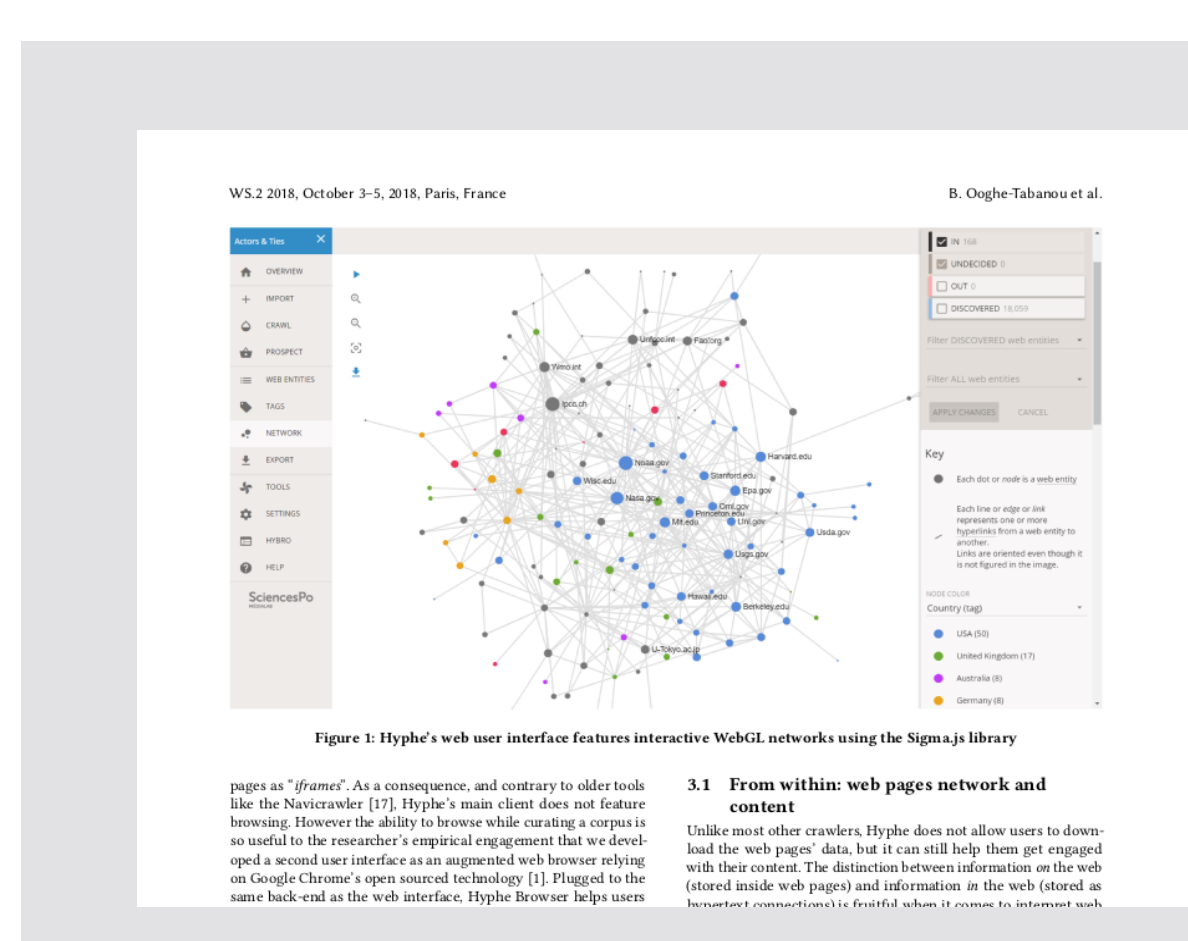 WS.2 2018, October 3–5, 2018, Paris, France
B. Ooghe-Tabanou et al.
Actors & Ties ×
OVERVIEW
IMPORT
CRAWL
PROSPECT
WEB ENTITIES
TAGS
NETWORK
EXPORT
TOOLS
SETTINGS
HYBRO
HELP
SciencesPo
MÉDIALAB
Unfccc.int
Fao.org
Wmo.int
Ipcc.ch
Harvard.edu
Noaa.gov
Stanford.edu
Wisc.edu
Epa.gov
Nasa.gov
Ornl.gov
Princeton.edu
Mit.edu
Usda.gov
Usgs.gov
Hawaii.edu
Berkeley.edu
U-Tokyo.ac.jp
IN 168
UNDECIDED 0
OUT 0
DISCOVERED 18,059
Filter DISCOVERED web entities
Filter ALL web entities
APPLY CHANGES CANCEL
Key
Each dot or node is a web entity
Each line or edge or link
represents one or more
hyperlinks from a web entity to
another.
Links are oriented even though it
is not figured in the image.
NODE COLOR
Country (tag)
USA (50)
United Kingdom (17)
Australia (8)
Germany (8)
Figure 1: Hyphe's web user interface features interactive WebGL networks using the Sigma.js library
pages as "iframes". As a consequence, and contrary to older tools
like the Navicrawler [17], Hyphe's main client does not feature
browsing. However the ability to browse while curating a corpus is
so useful to the researcher's empirical engagement that we devel-
oped a second user interface as an augmented web browser relying
on Google Chrome's open sourced technology [1]. Plugged to the
same back-end as the web interface, Hyphe Browser helps users
3.1 From within: web pages network and
content
Unlike most other crawlers, Hyphe does not allow users to down-
load the web pages' data, but it can still help them get engaged
with their content. The distinction between information on the web
(stored inside web pages) and information in the web (stored as
hypertext connections) is fruitful when it comes to interpret web